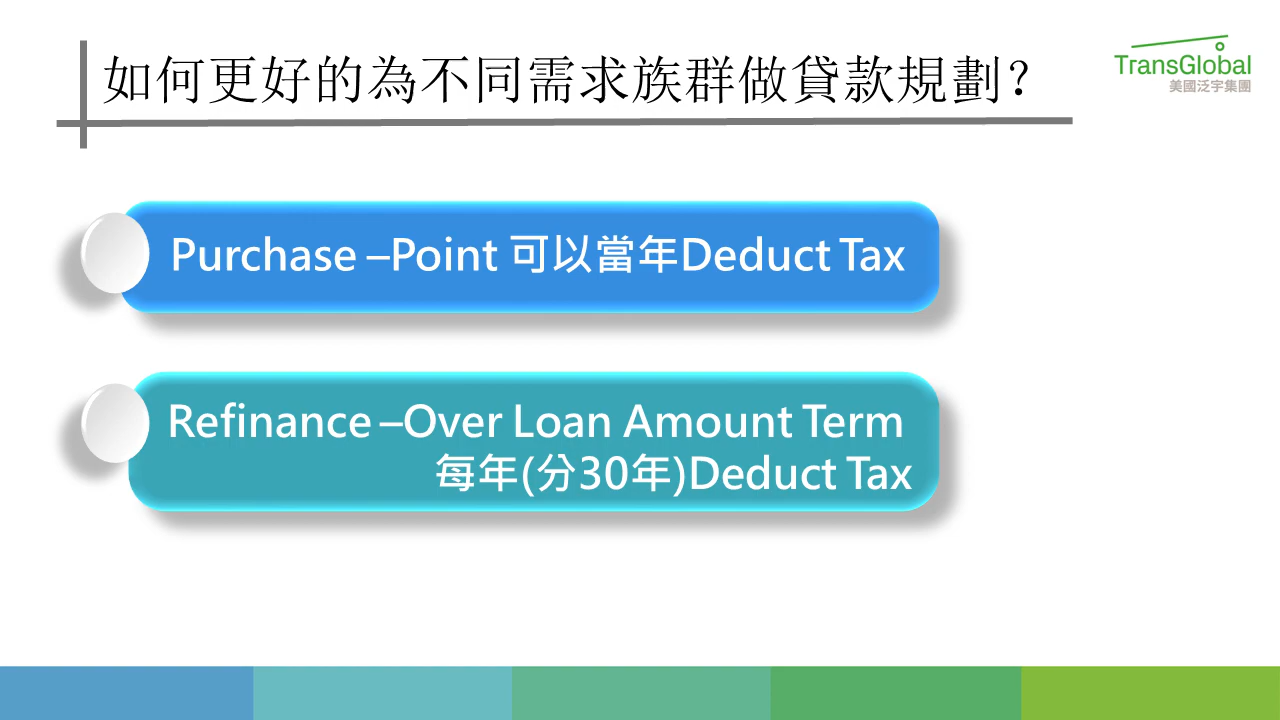 如何更好的為不同需求族群做貸款規劃？
TransGlobal
美國泛宇集團
Purchase –Point 可以當年Deduct Tax
Refinance –Over Loan Amount Term
每年(分30年)Deduct Tax